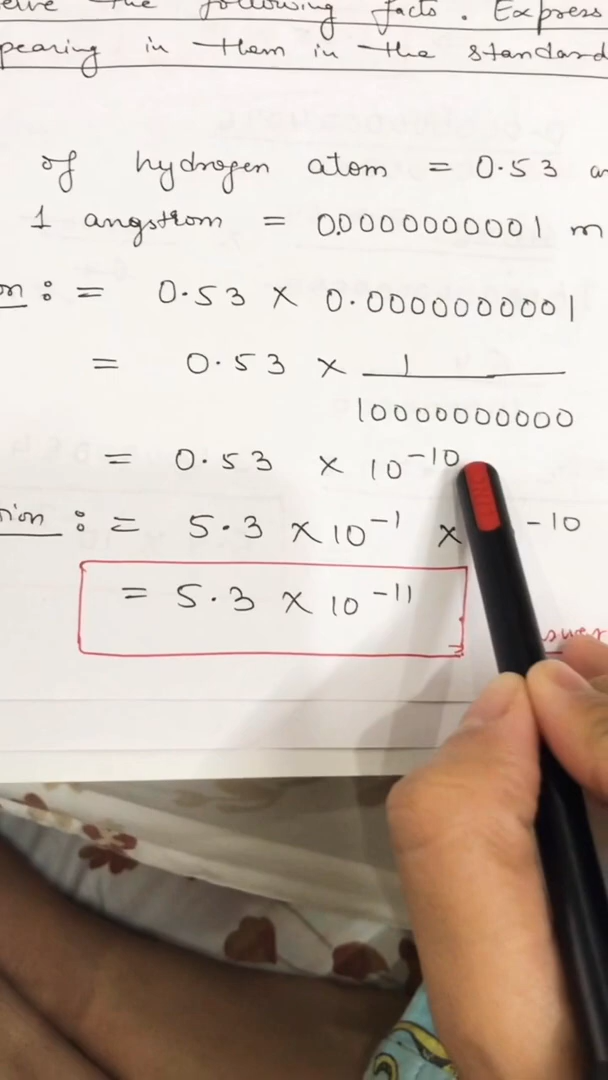 the following facts. Express
pearing in them in the standard
of hydrogen atom = 0.53
1 angstrom = 0.0000000001 m
: = 0.53 × 0.0000000001
= 0.53 × 1
10000000000
= 0.53 × 10⁻¹⁰
: = 5.3 × 10⁻¹ × -10
= 5.3 × 10⁻¹¹